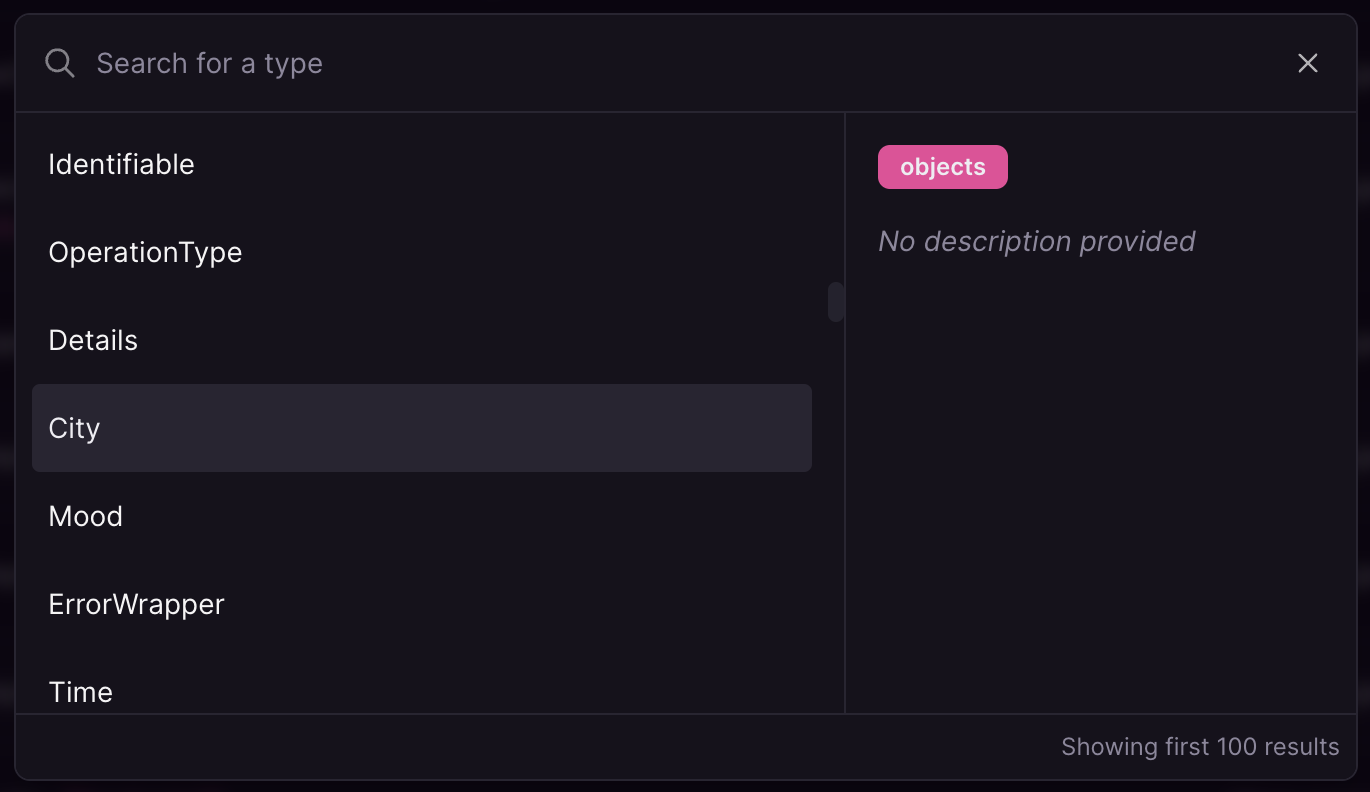 Search for a type
Identifiable
OperationType
Details
City
Mood
ErrorWrapper
Time
objects
No description provided
Showing first 100 results